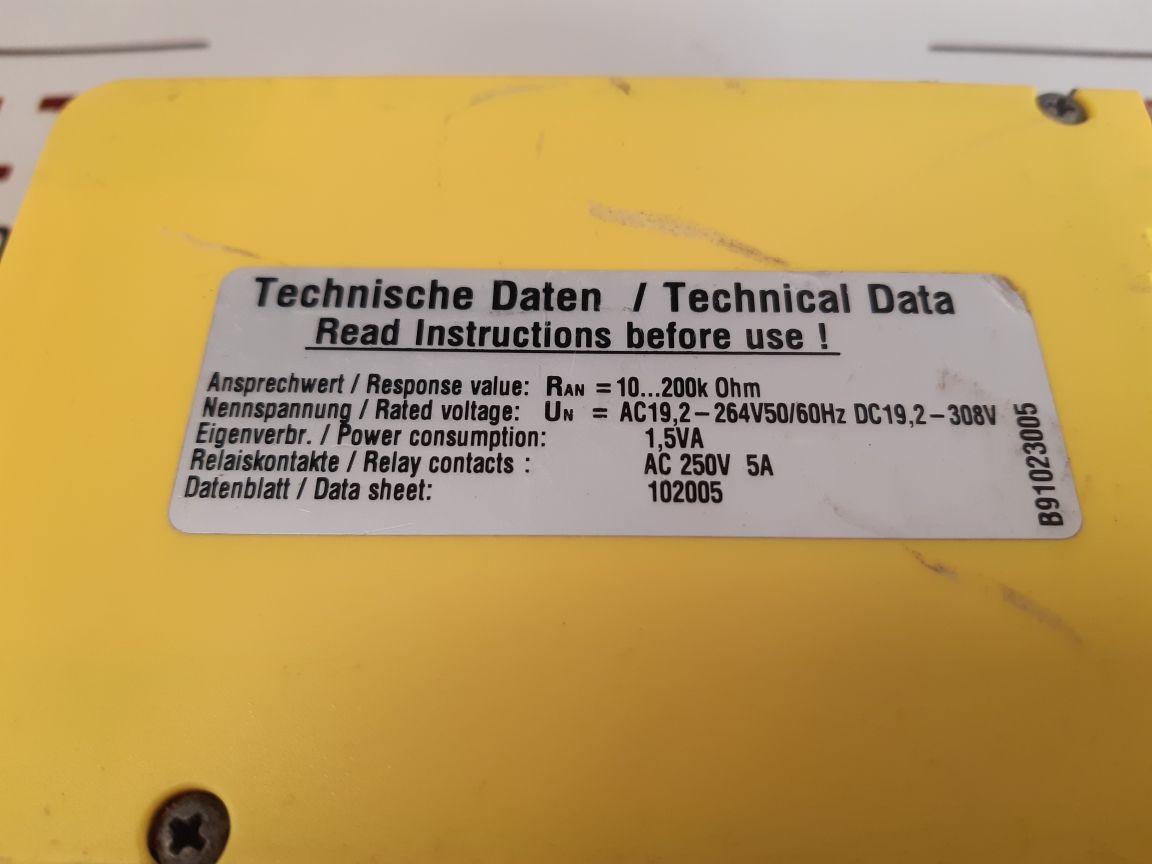 Technische Daten / Technical Data
Read Instructions before use !
Ansprechwert / Response value: RAN = 10...200k Ohm
Nennspannung / Rated voltage: UN = AC19,2-264V50/60Hz DC19,2-308V
Eigenverbr. / Power consumption: 1,5VA
Relaiskontakte / Relay contacts : AC 250V 5A
Datenblatt / Data sheet: 102005
B91023005